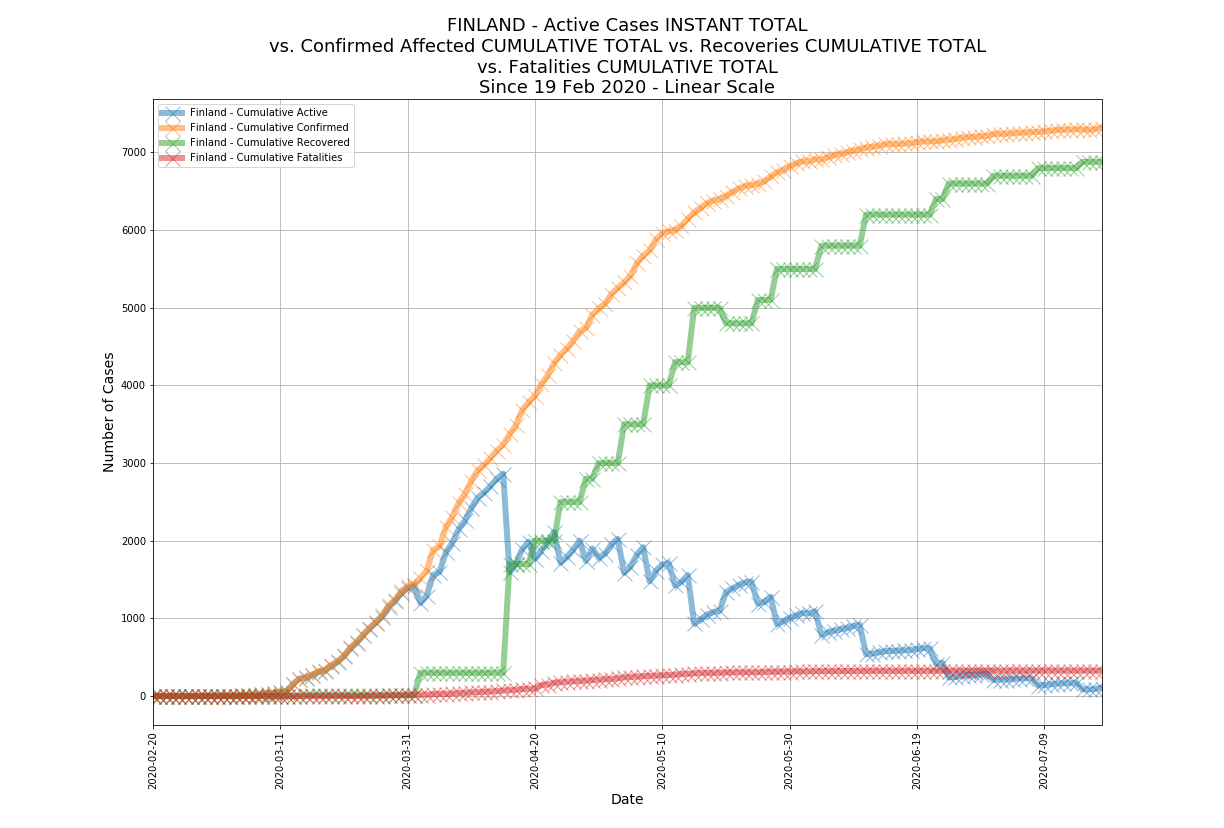 FINLAND - Active Cases INSTANT TOTAL
vs. Confirmed Affected CUMULATIVE TOTAL vs. Recoveries CUMULATIVE TOTAL
vs. Fatalities CUMULATIVE TOTAL
Since 19 Feb 2020 - Linear Scale
Finland - Cumulative Active
Finland - Cumulative Confirmed
Finland - Cumulative Recovered
Finland - Cumulative Fatalities
Number of Cases
7000
6000
5000
4000
3000
2000
1000
0
2020-02-20
2020-03-11
2020-03-31
2020-04-20
2020-05-10
2020-05-30
2020-06-19
2020-07-09
Date